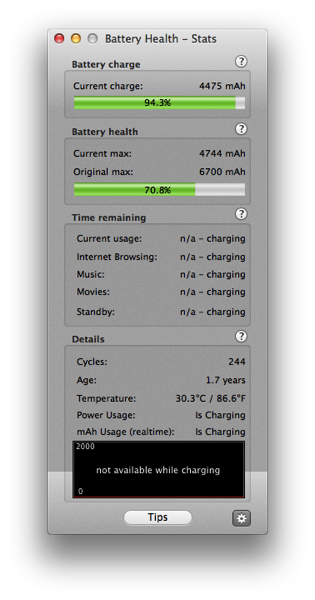 Battery Health – Stats
Battery charge ?
Current charge: 4475 mAh
94.3%
Battery health ?
Current max: 4744 mAh
Original max: 6700 mAh
70.8%
Time remaining ?
Current usage: n/a – charging
Internet Browsing: n/a – charging
Music: n/a – charging
Movies: n/a – charging
Standby: n/a – charging
Details ?
Cycles: 244
Age: 1.7 years
Temperature: 30.3°C / 86.6°F
Power Usage: Is Charging
mAh Usage (realtime): Is Charging
2000
not available while charging
0
Tips